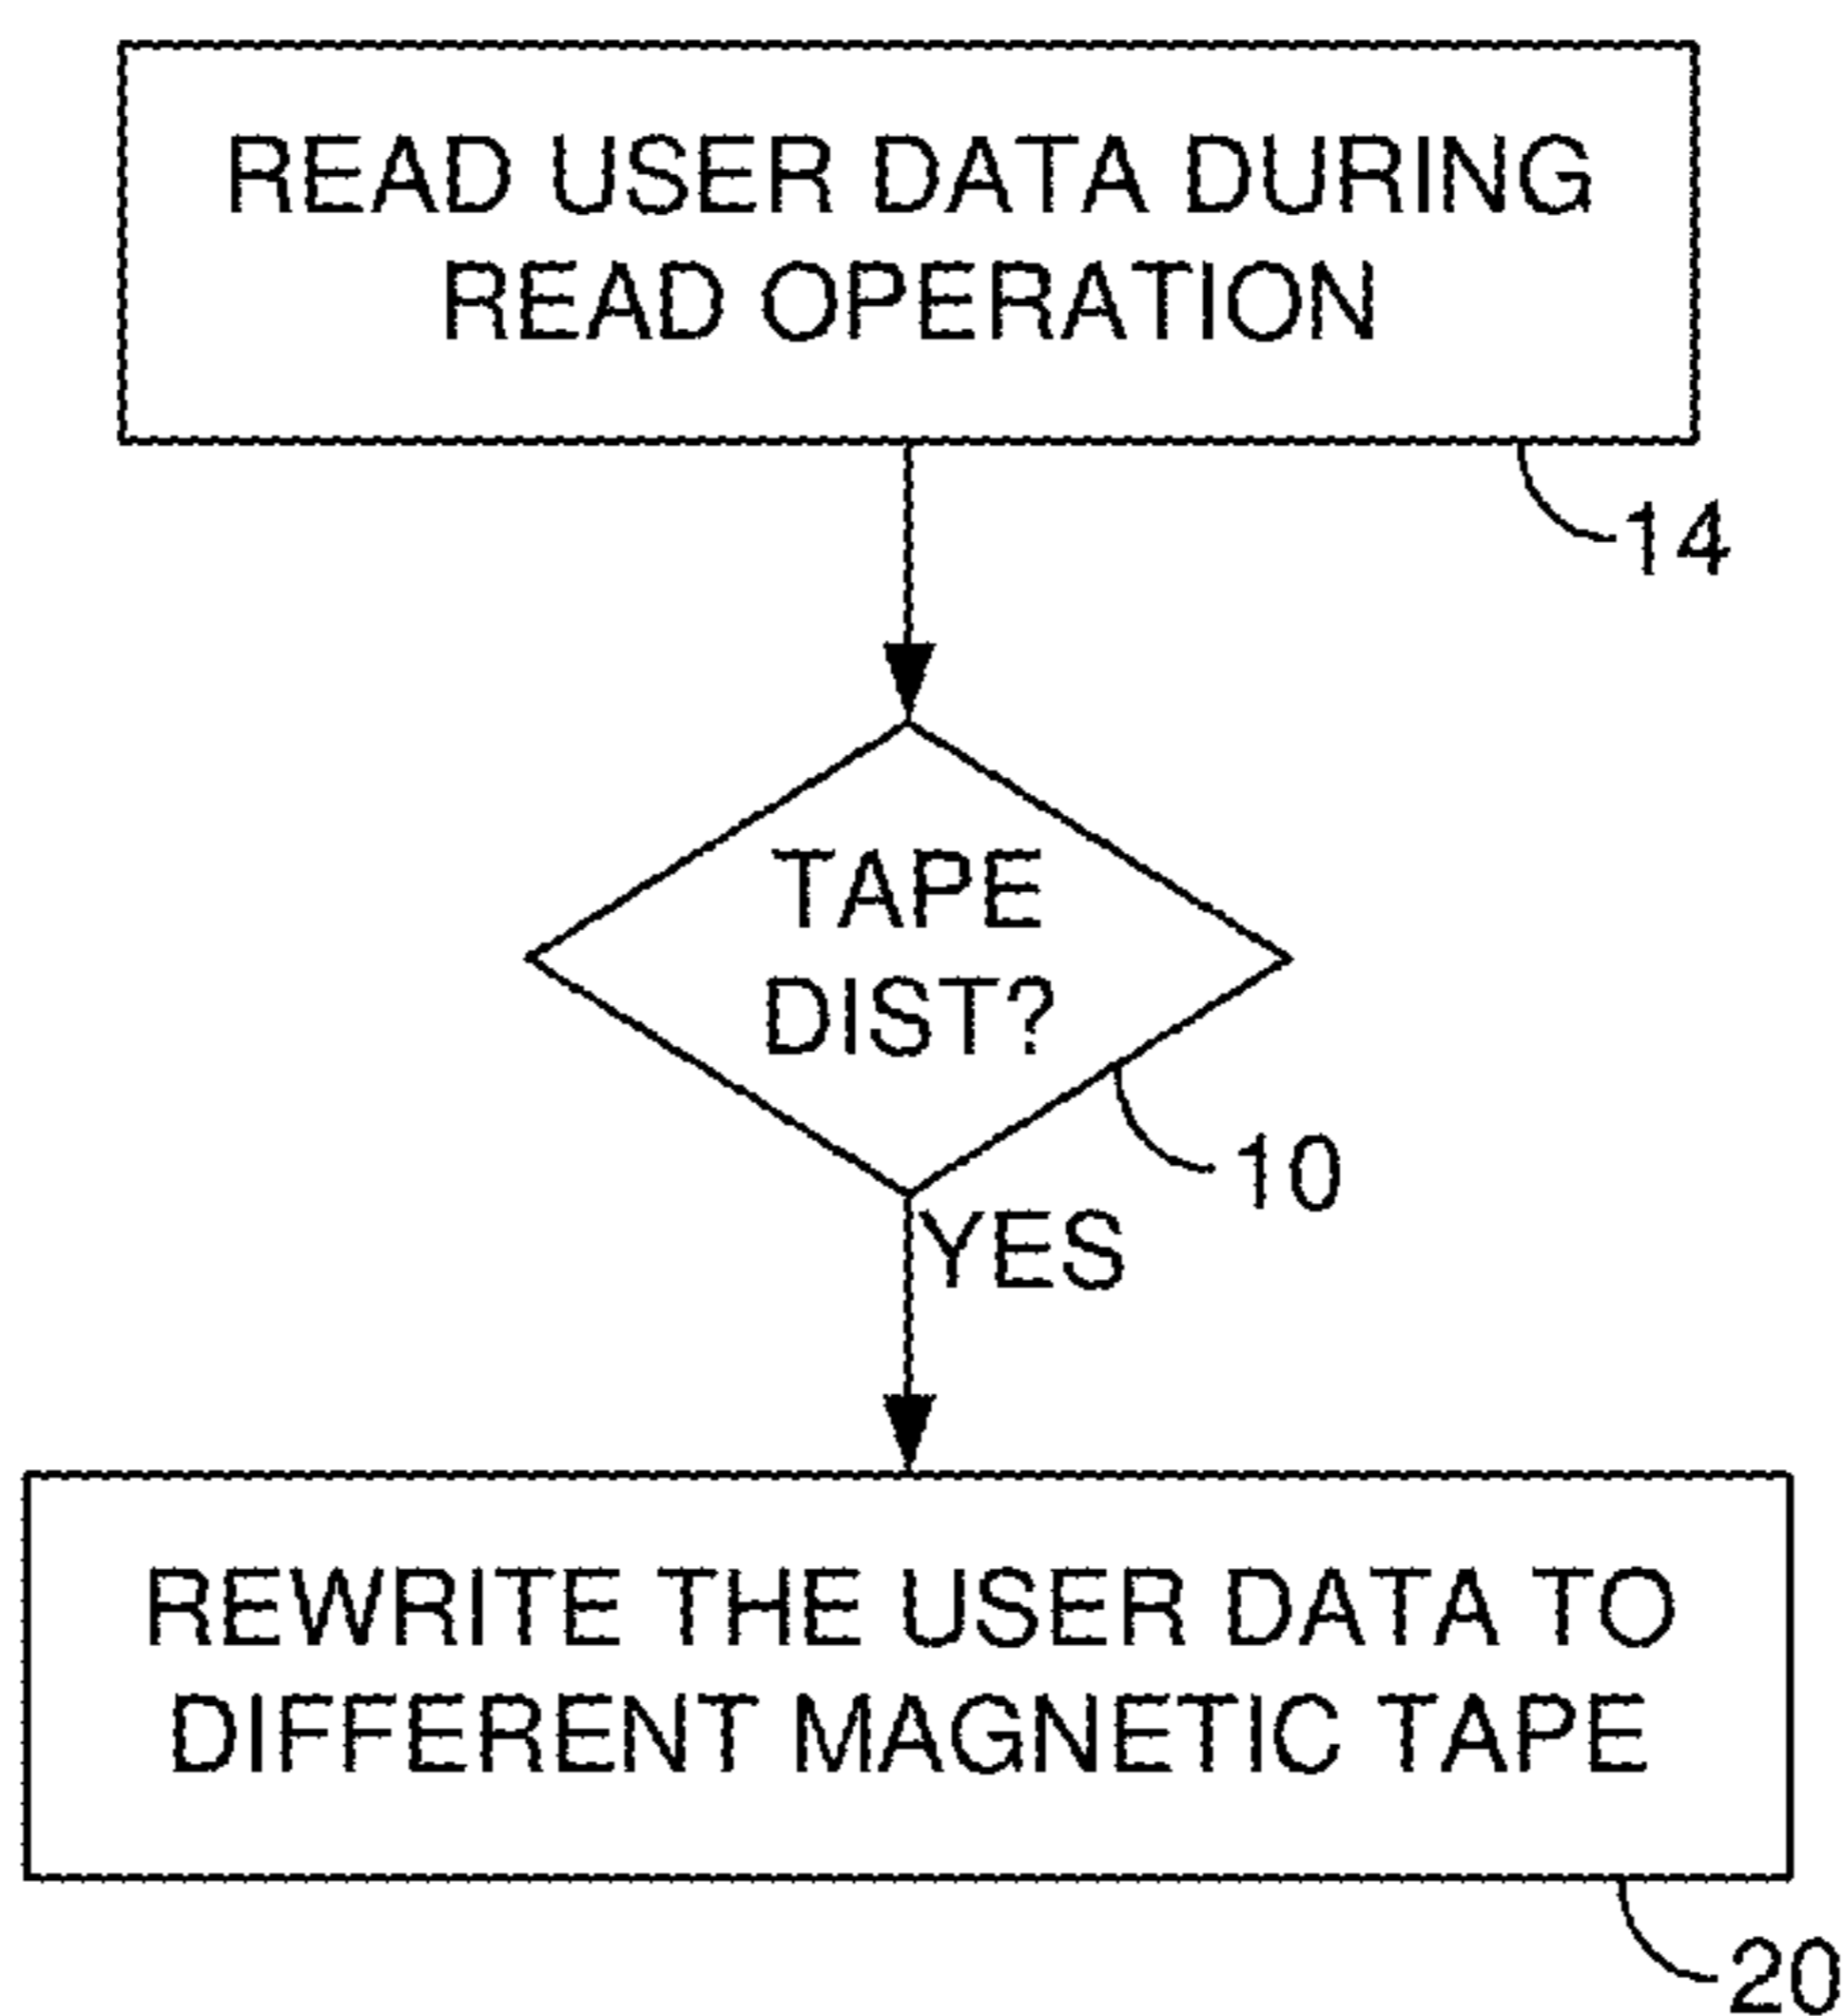 READ USER DATA DURING
READ OPERATION
14
TAPE
DIST?
10
YES
REWRITE THE USER DATA TO
DIFFERENT MAGNETIC TAPE
20